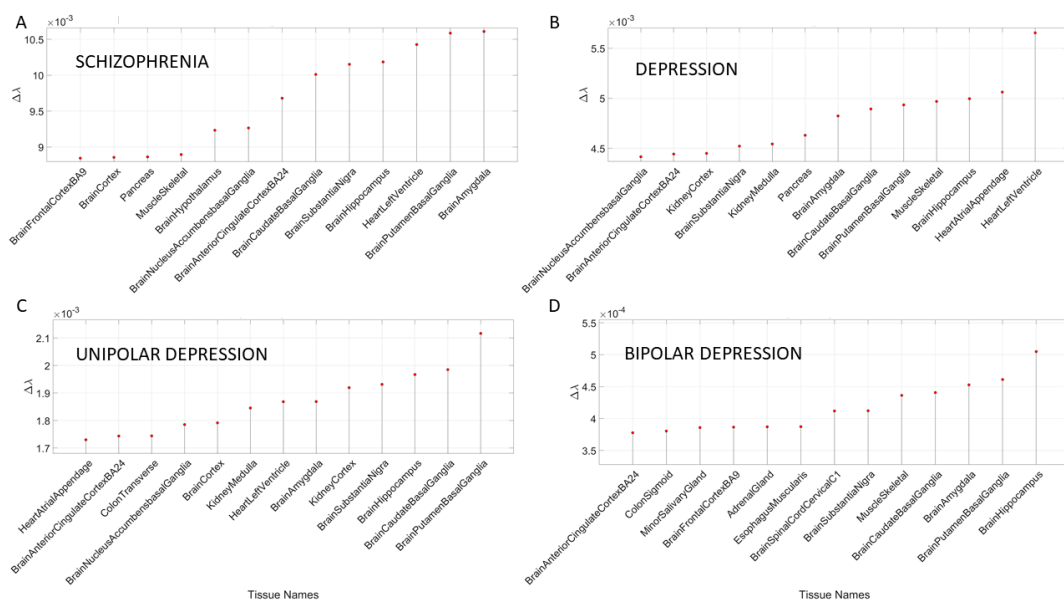 A
×10⁻³
10.5
10
9.5
9
Δλ
SCHIZOPHRENIA
BrainFrontalCortexBA9
BrainCortex
Pancreas
MuscleSkeletal
BrainHypothalamus
BrainNucleusAccumbensbasalGanglia
BrainAnteriorCingulateCortexBA24
BrainCaudateBasalGanglia
BrainSubstantiaNigra
BrainHippocampus
HeartLeftVentricle
BrainPutamenBasalGanglia
BrainAmygdala
B
×10⁻³
5.5
5
4.5
Δλ
DEPRESSION
BrainNucleusAccumbensbasalGanglia
BrainAnteriorCingulateCortexBA24
KidneyCortex
BrainSubstantiaNigra
KidneyMedulla
Pancreas
BrainAmygdala
BrainCaudateBasalGanglia
BrainPutamenBasalGanglia
MuscleSkeletal
BrainHippocampus
HeartAtrialAppendage
HeartLeftVentricle
C
×10⁻³
2.1
2
1.9
1.8
1.7
Δλ
UNIPOLAR DEPRESSION
HeartAtrialAppendage
BrainAnteriorCingulateCortexBA24
ColonTransverse
BrainNucleusAccumbensbasalGanglia
BrainCortex
KidneyMedulla
HeartLeftVentricle
BrainAmygdala
KidneyCortex
BrainSubstantiaNigra
BrainHippocampus
BrainCaudateBasalGanglia
BrainPutamenBasalGanglia
Tissue Names
D
×10⁻⁴
5.5
5
4.5
4
3.5
Δλ
BIPOLAR DEPRESSION
BrainAnteriorCingulateCortexBA24
ColonSigmoid
MinorSalivaryGland
BrainFrontalCortexBA9
AdrenalGland
EsophagusMuscularis
BrainSpinalCordCervicalC1
BrainSubstantiaNigra
MuscleSkeletal
BrainCaudateBasalGanglia
BrainAmygdala
BrainPutamenBasalGanglia
BrainHippocampus
Tissue Names